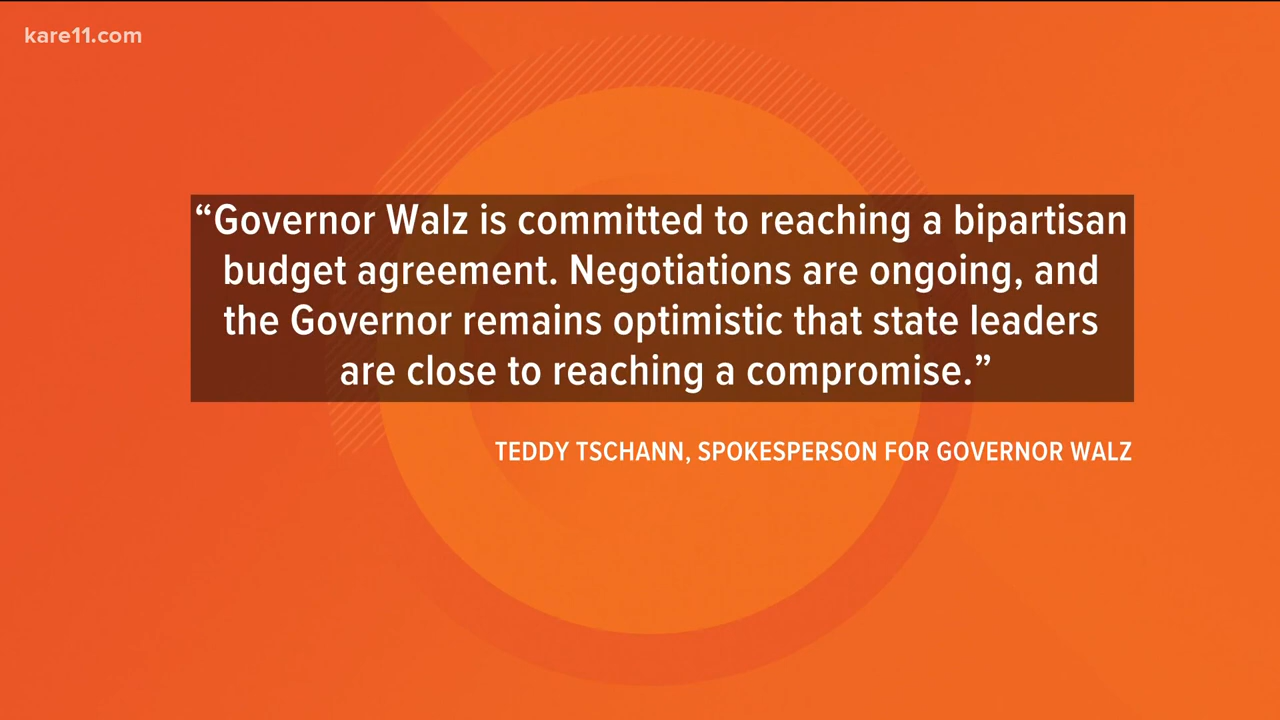 kare11.com
“Governor Walz is committed to reaching a bipartisan
budget agreement. Negotiations are ongoing, and
the Governor remains optimistic that state leaders
are close to reaching a compromise.”
TEDDY TSCHANN, SPOKESPERSON FOR GOVERNOR WALZ